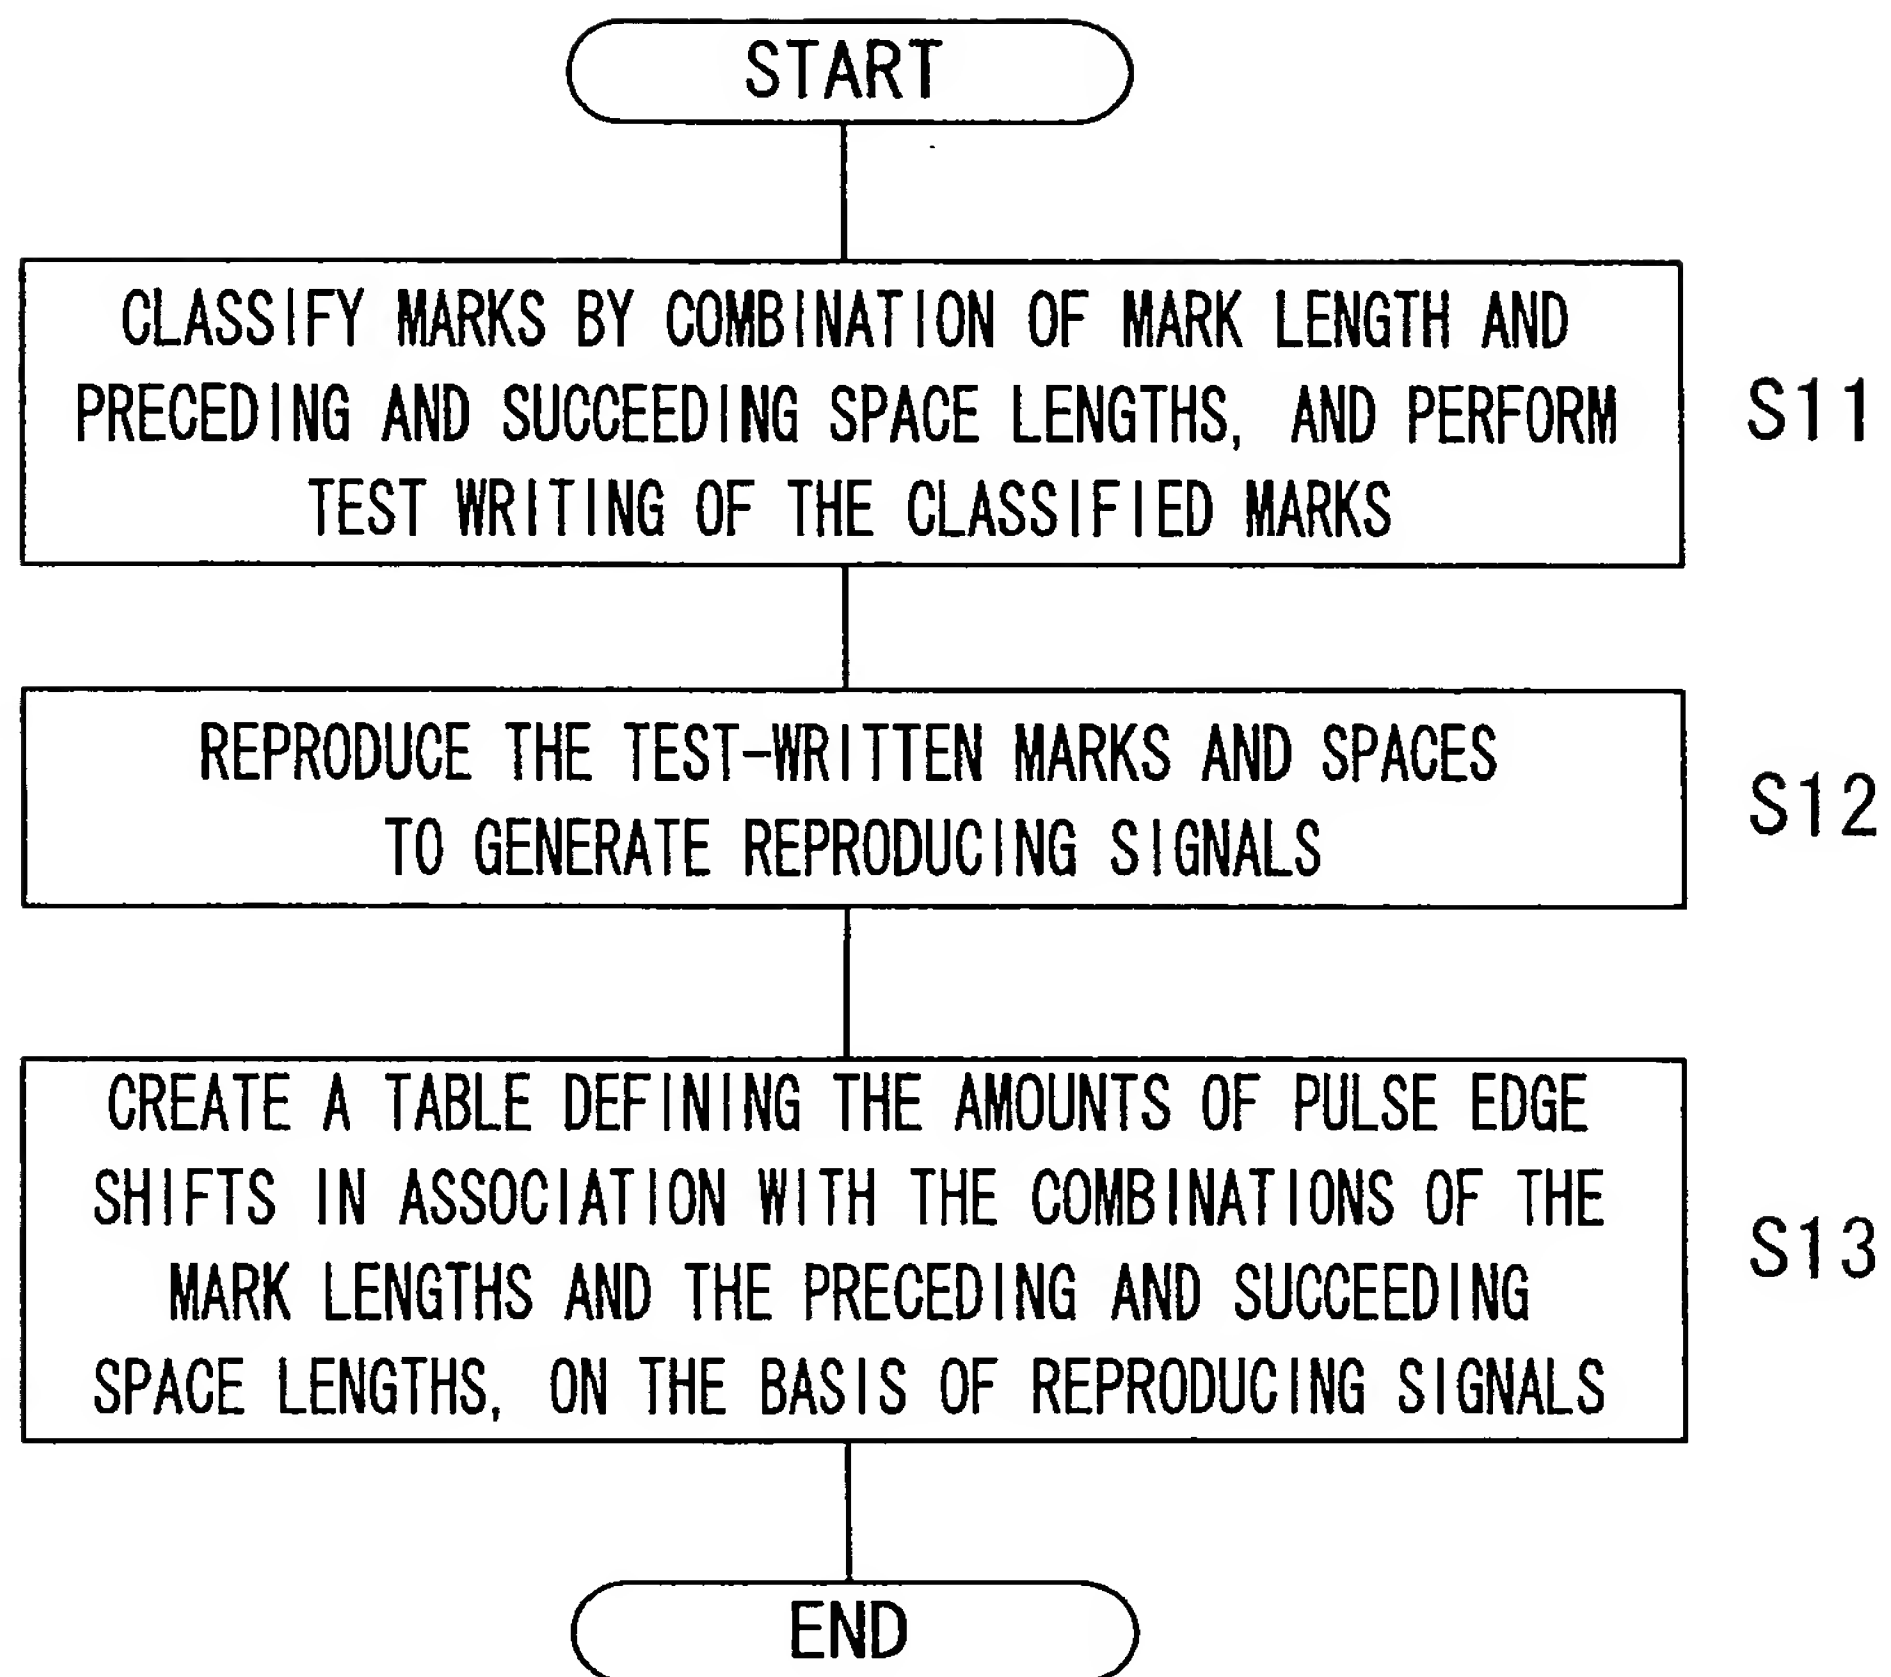 START
CLASSIFY MARKS BY COMBINATION OF MARK LENGTH AND
PRECEDING AND SUCCEEDING SPACE LENGTHS, AND PERFORM
TEST WRITING OF THE CLASSIFIED MARKS
S11
REPRODUCE THE TEST-WRITTEN MARKS AND SPACES
TO GENERATE REPRODUCING SIGNALS
S12
CREATE A TABLE DEFINING THE AMOUNTS OF PULSE EDGE
SHIFTS IN ASSOCIATION WITH THE COMBINATIONS OF THE
MARK LENGTHS AND THE PRECEDING AND SUCCEEDING
SPACE LENGTHS, ON THE BASIS OF REPRODUCING SIGNALS
S13
END